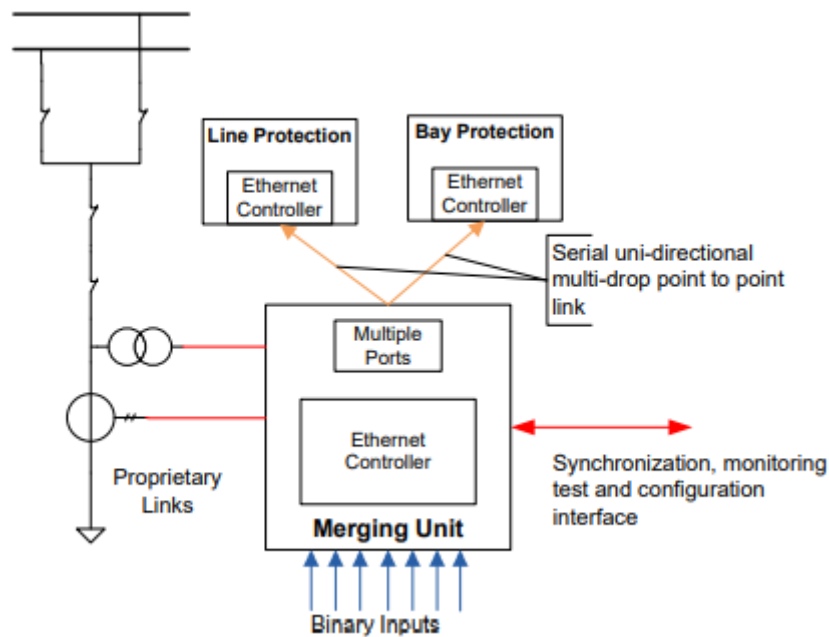 Line Protection
Ethernet
Controller
Bay Protection
Ethernet
Controller
Serial uni-directional
multi-drop point to point
link
Multiple
Ports
Ethernet
Controller
Merging Unit
Proprietary
Links
Synchronization, monitoring
test and configuration
interface
Binary Inputs